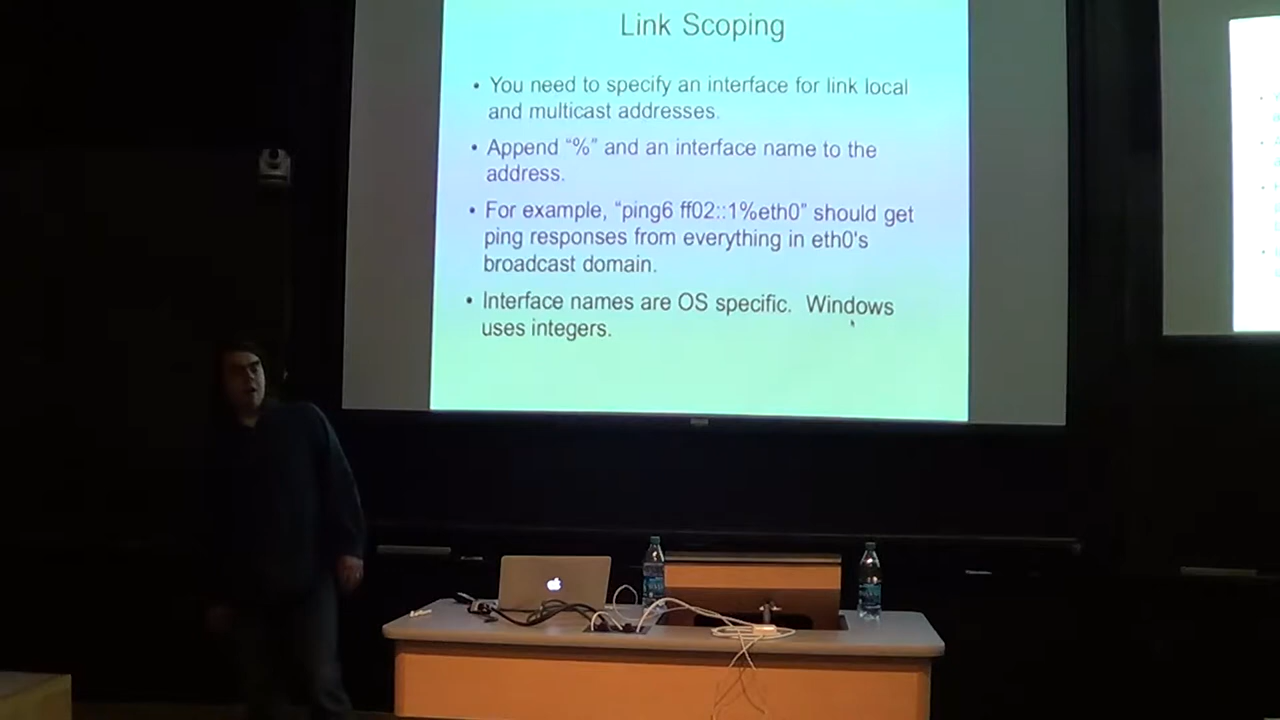 Link Scoping
• You need to specify an interface for link local
and multicast addresses.
• Append “%” and an interface name to the
address.
• For example, “ping6 ff02::1%eth0” should get
ping responses from everything in eth0's
broadcast domain.
• Interface names are OS specific. Windows
uses integers.